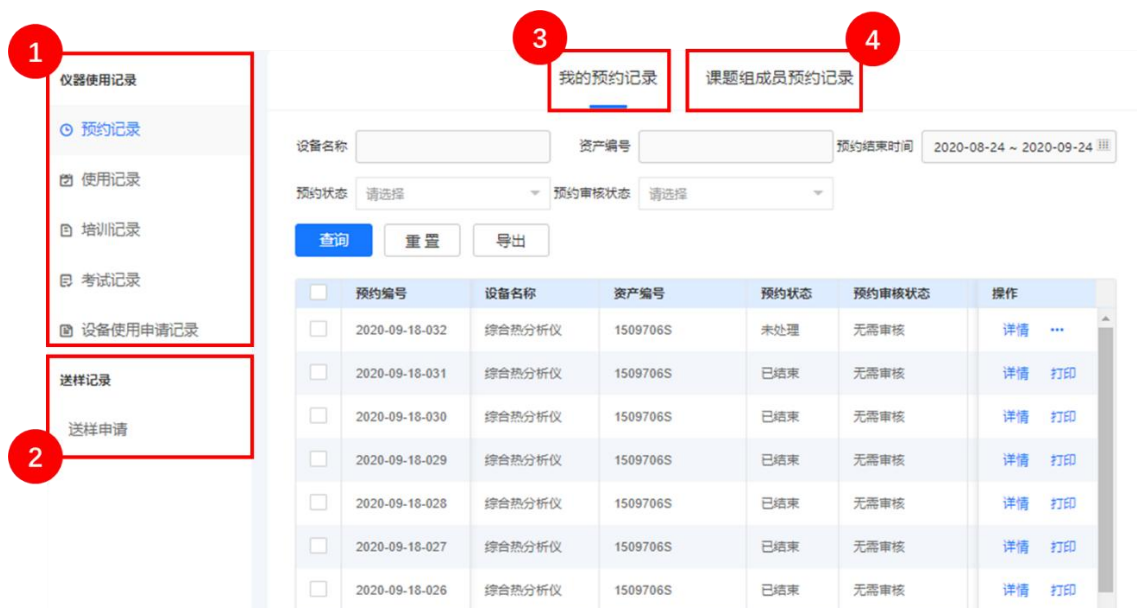 1
仪器使用记录
预约记录
使用记录
培训记录
考试记录
设备使用申请记录
2
送样记录
送样申请
3
我的预约记录
4
课题组成员预约记录
设备名称 资产编号 预约结束时间 2020-08-24 ~ 2020-09-24
预约状态 请选择 预约审核状态 请选择
查询 重置 导出
预约编号 设备名称 资产编号 预约状态 预约审核状态 操作
2020-09-18-032 综合热分析仪 1509706S 未处理 无需审核 详情 •••
2020-09-18-031 综合热分析仪 1509706S 已结束 无需审核 详情 打印
2020-09-18-030 综合热分析仪 1509706S 已结束 无需审核 详情 打印
2020-09-18-029 综合热分析仪 1509706S 已结束 无需审核 详情 打印
2020-09-18-028 综合热分析仪 1509706S 已结束 无需审核 详情 打印
2020-09-18-027 综合热分析仪 1509706S 已结束 无需审核 详情 打印
2020-09-18-026 综合热分析仪 1509706S 已结束 无需审核 详情 打印